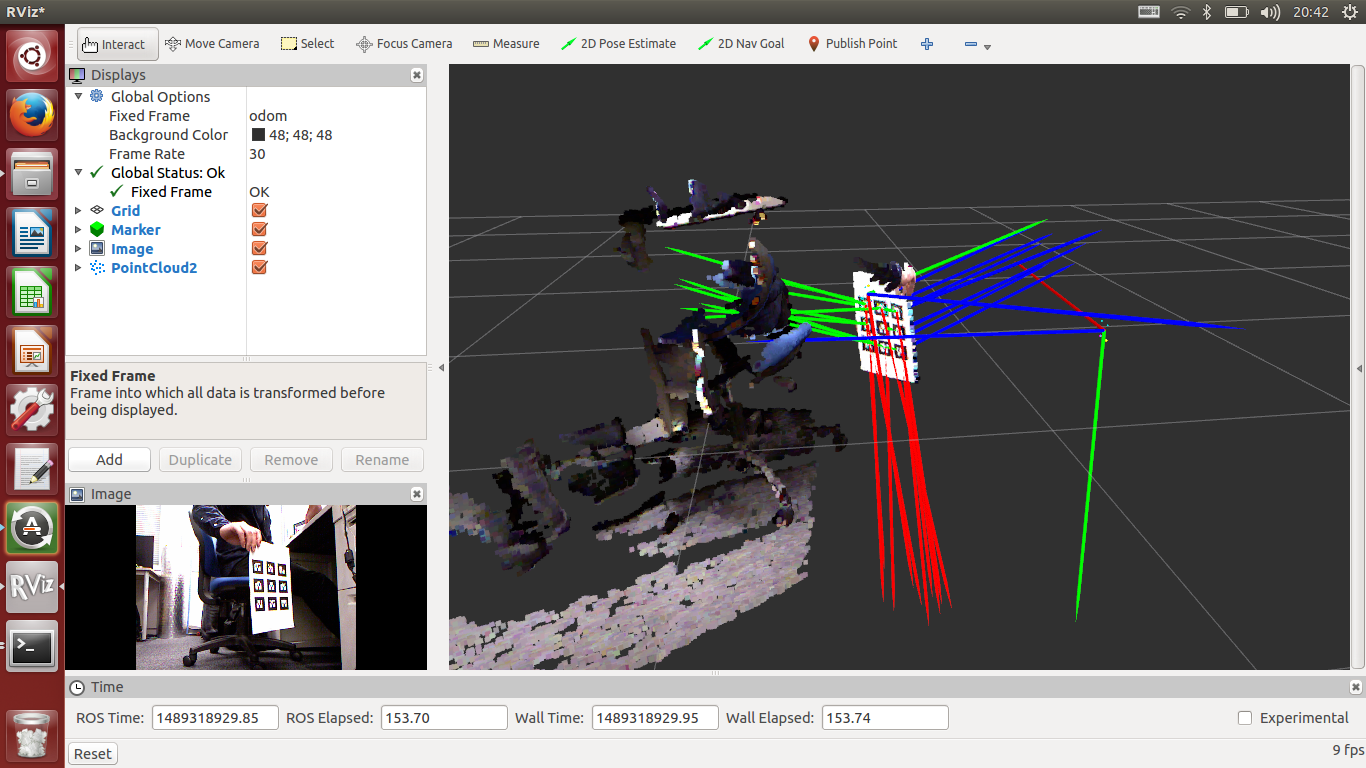 RViz*
20:42
Interact
Move Camera
Select
Focus Camera
Measure
2D Pose Estimate
2D Nav Goal
Publish Point
Displays
Global Options
Fixed Frame odom
Background Color 48; 48; 48
Frame Rate 30
Global Status: Ok
Fixed Frame OK
Grid
Marker
Image
PointCloud2
Fixed Frame
Frame into which all data is transformed before
being displayed.
Add Duplicate Remove Rename
Image
RViz
Time
ROS Time: 1489318929.85 ROS Elapsed: 153.70 Wall Time: 1489318929.95 Wall Elapsed: 153.74 Experimental
Reset 9 fps